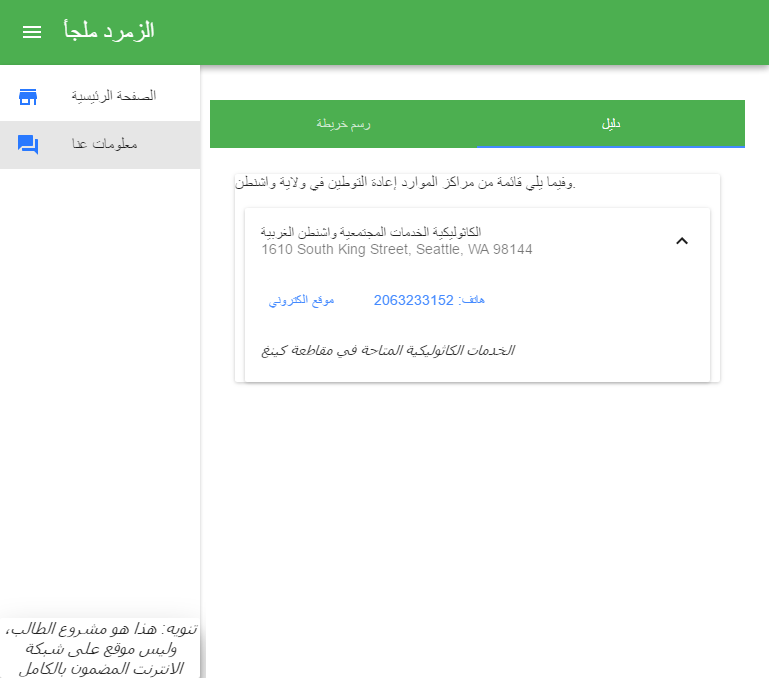 الزمرد ملجأ
الصفحة الرئيسية
معلومات عنا
رسم خريطة
دليل
وفيما يلي قائمة من مراكز الموارد إعادة التوطين في ولاية واشنطن.
الكاثوليكية الخدمات المجتمعية واشنطن الغربية
1610 South King Street, Seattle, WA 98144
موقع الكتروني
هاتف: 2063233152
الخدمات الكاثوليكية المتاحة في مقاطعة كينغ
تنويه: هذا هو مشروع الطالب،
وليس موقع على شبكة
الانترنت المضمون بالكامل